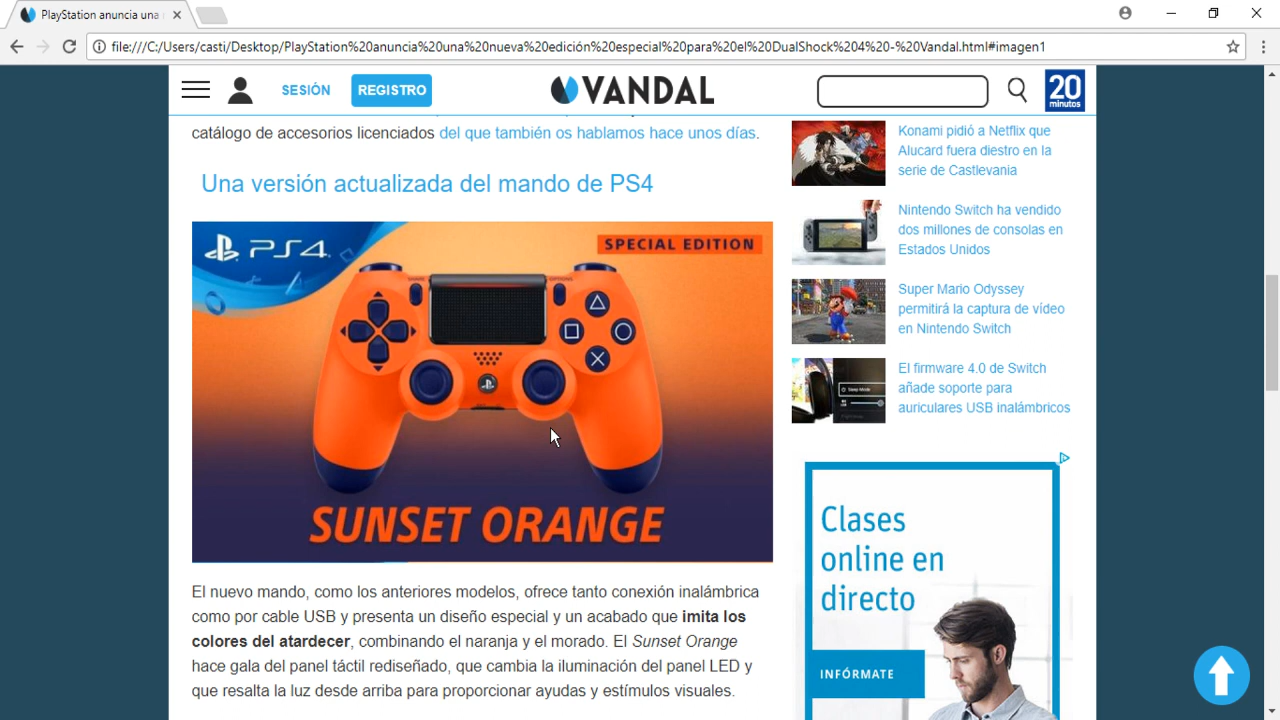 PlayStation anuncia una
file:///C:/Users/casti/Desktop/PlayStation%20anuncia%20una%20nueva%20edición%20especial%20para%20el%20DualShock%204%20-%20Vandal.html#imagen1
SESIÓN
REGISTRO
VANDAL
20
minutos
catálogo de accesorios licenciados del que también os hablamos hace unos días.
Una versión actualizada del mando de PS4
PS4
SPECIAL EDITION
SUNSET ORANGE
El nuevo mando, como los anteriores modelos, ofrece tanto conexión inalámbrica
como por cable USB y presenta un diseño especial y un acabado que imita los
colores del atardecer, combinando el naranja y el morado. El Sunset Orange
hace gala del panel táctil rediseñado, que cambia la iluminación del panel LED y
que resalta la luz desde arriba para proporcionar ayudas y estímulos visuales.
Konami pidió a Netflix que
Alucard fuera diestro en la
serie de Castlevania
Nintendo Switch ha vendido
dos millones de consolas en
Estados Unidos
Super Mario Odyssey
permitirá la captura de vídeo
en Nintendo Switch
Sleep Mode
El firmware 4.0 de Switch
añade soporte para
auriculares USB inalámbricos
Clases
online en
directo
INFÓRMATE